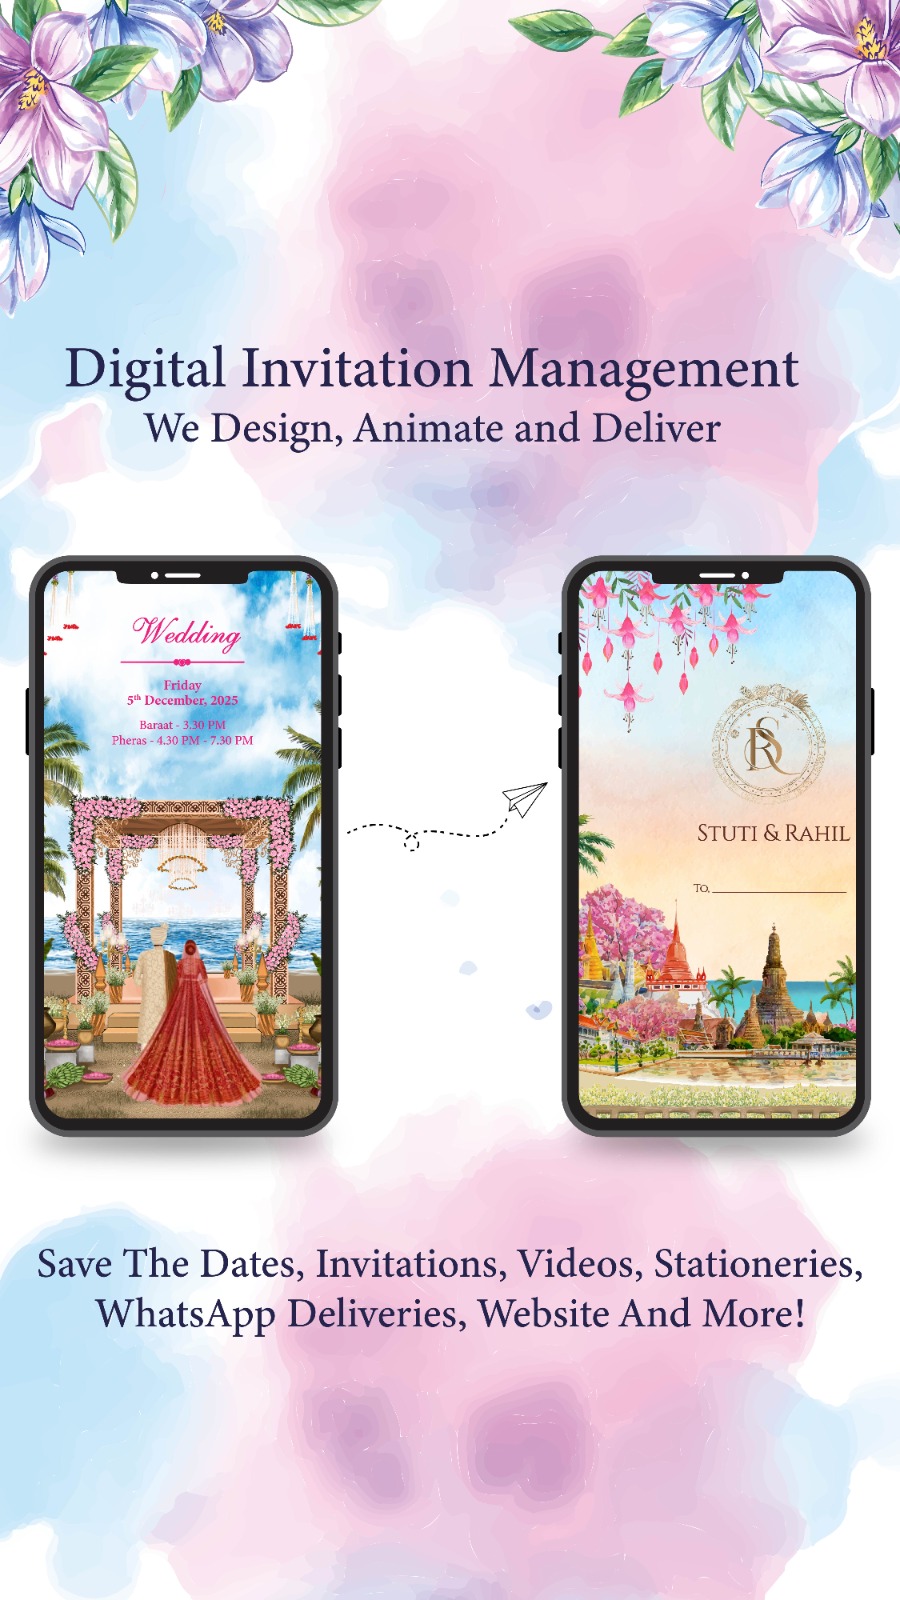 Digital Invitation Management
We Design, Animate and Deliver
Wedding
Friday
5th December, 2025
Baraat - 3.30 PM
Pheras - 4.30 PM - 7.30 PM
RS
STUTI & RAHIL
TO,
Save The Dates, Invitations, Videos, Stationeries,
WhatsApp Deliveries, Website And More!